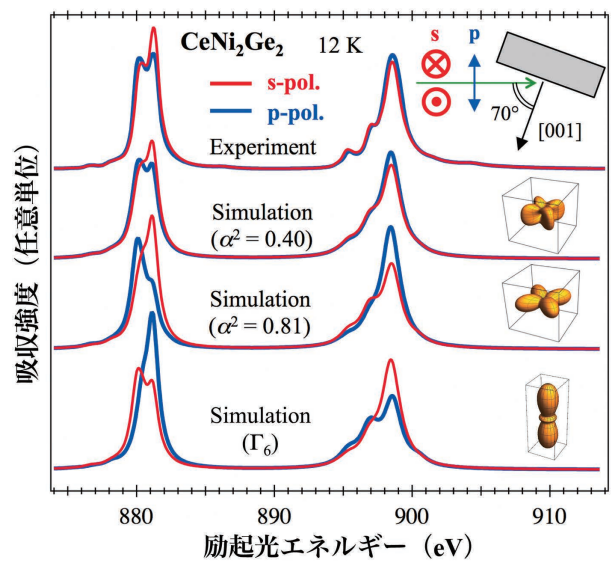 CeNi₂Ge₂ 12 K
s-pol.
p-pol.
Experiment
s p
70°
[001]
Simulation
(α² = 0.40)
Simulation
(α² = 0.81)
Simulation
(Γ₆)
吸収強度（任意単位）
880 890 900 910
励起光エネルギー（eV）